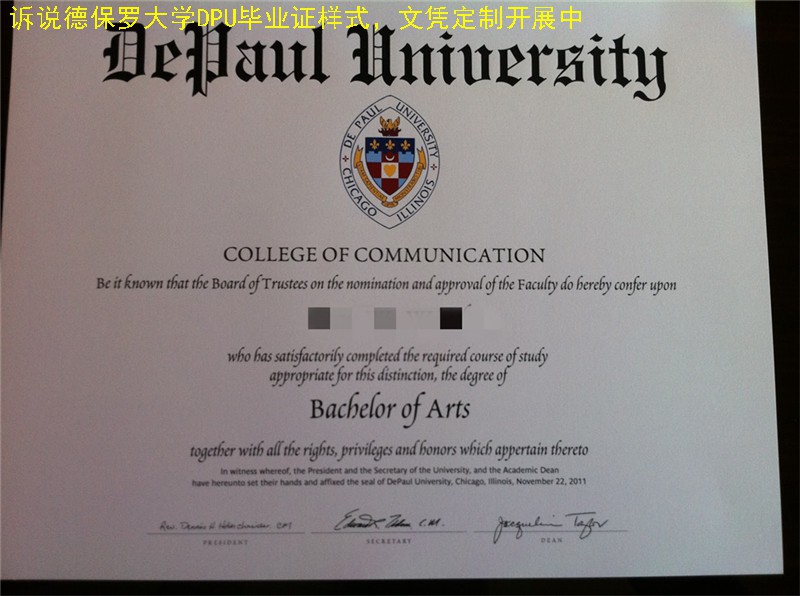 诉说德保罗大学DPU毕业证样式，文凭定制开展中
DePaul University
DE PAUL UNIVERSITY
CHICAGO ILLINOIS
COLLEGE OF COMMUNICATION
Be it known that the Board of Trustees on the nomination and approval of the Faculty do hereby confer upon
who has satisfactorily completed the required course of study
appropriate for this distinction, the degree of
Bachelor of Arts
together with all the rights, privileges and honors which appertain thereto
In witness whereof, the President and the Secretary of the University, and the Academic Dean
have hereunto set their hands and affixed the seal of DePaul University, Chicago, Illinois, November 22, 2011
Rev. Dennis H. Holtschneider CM
Jacqueline Taylor
PRESIDENT
SECRETARY
DEAN